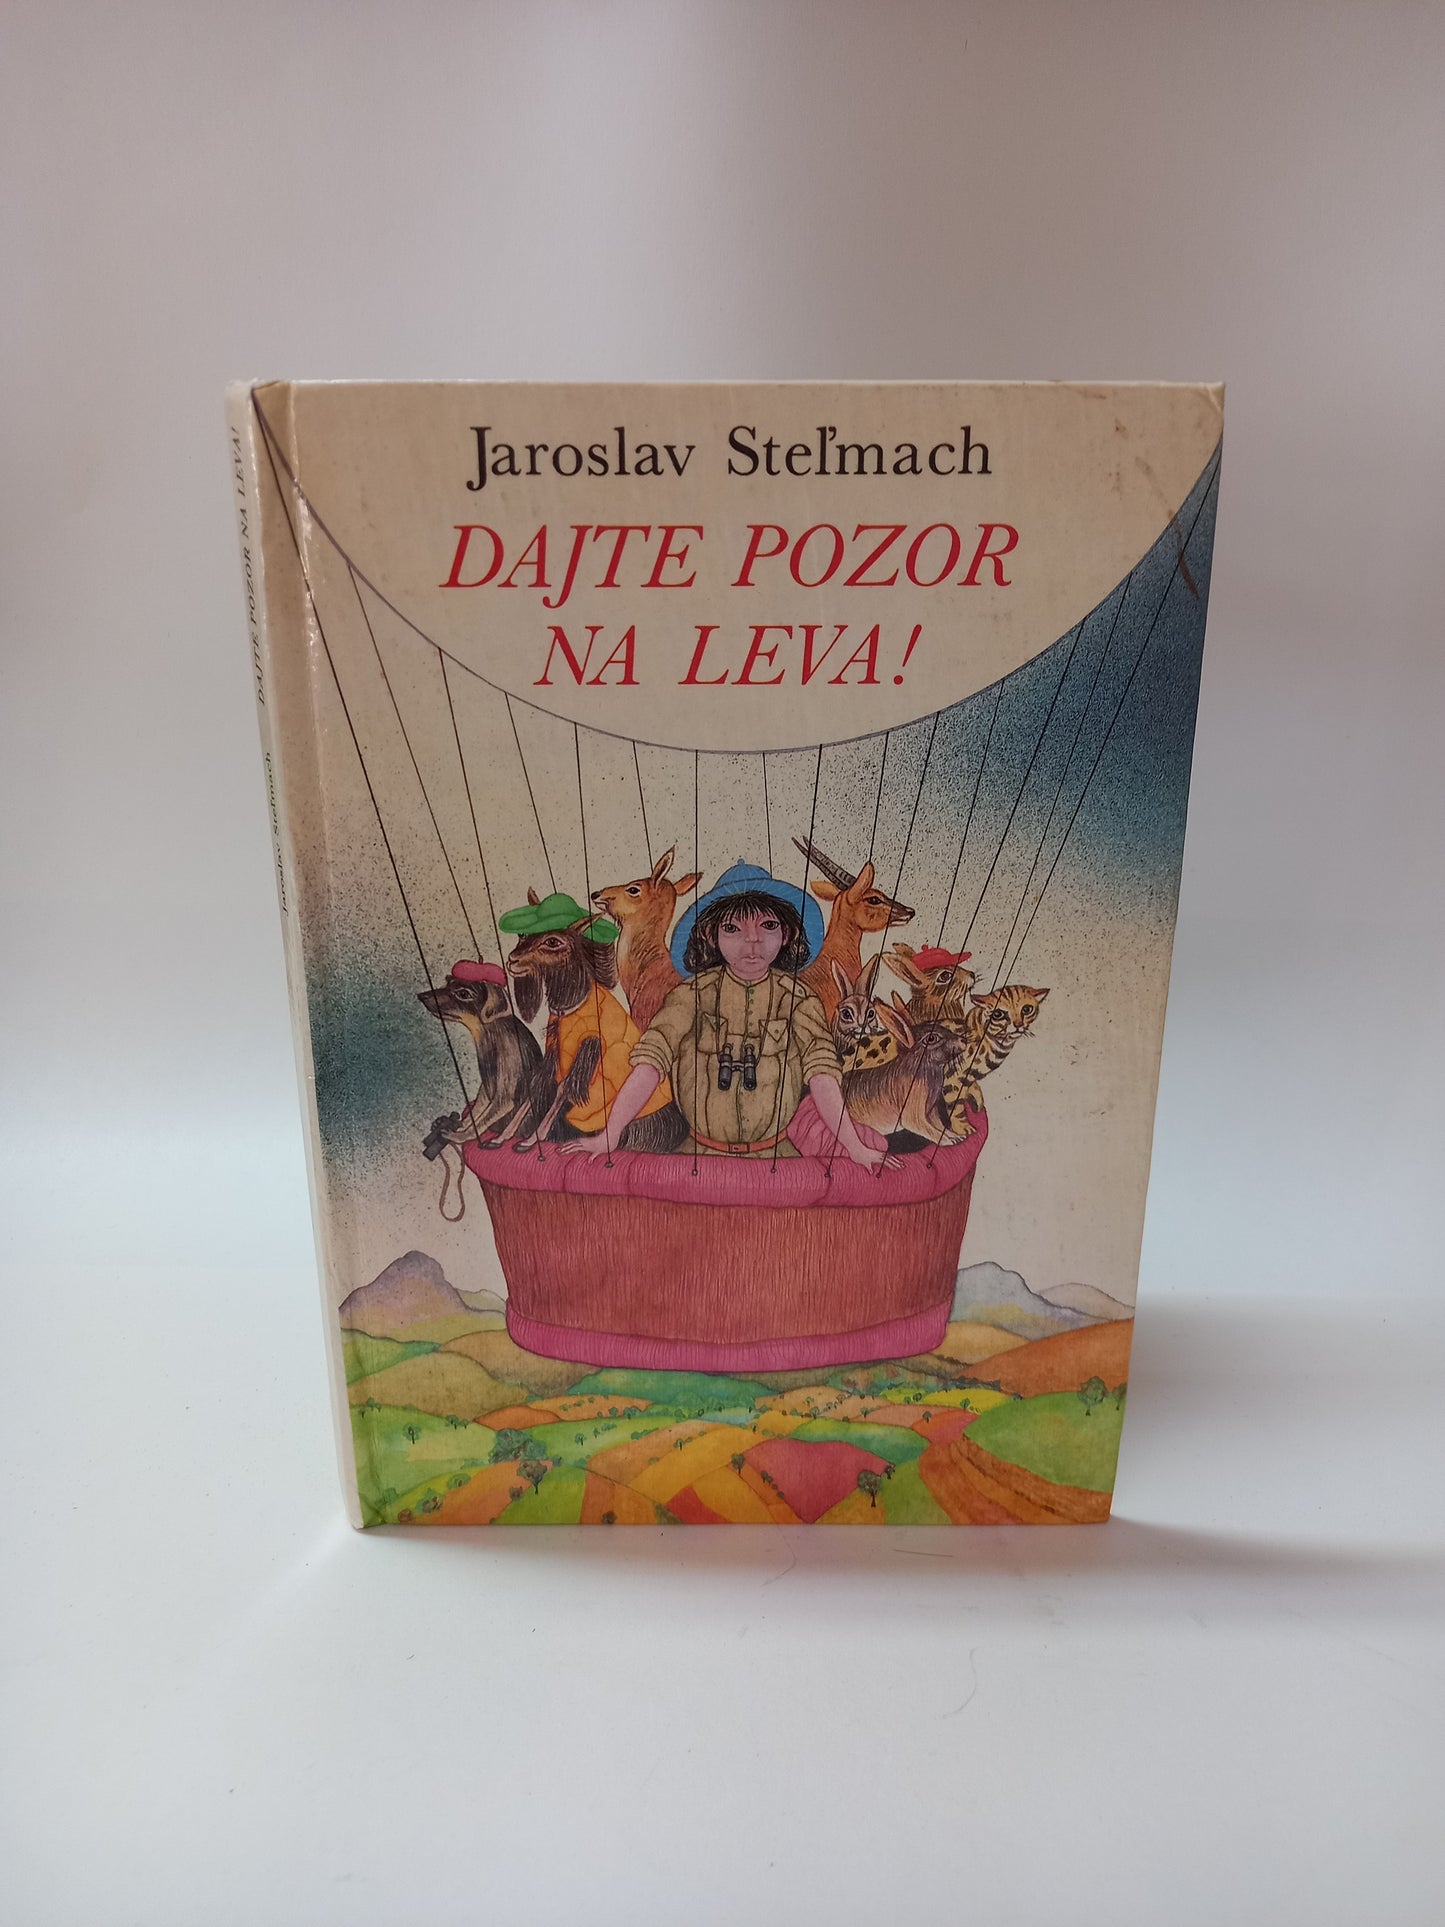 Jaroslav Steľmach
DAJTE POZOR
NA LEVA!
Jaroslav Steľmach DAJTE POZOR NA LEVA!